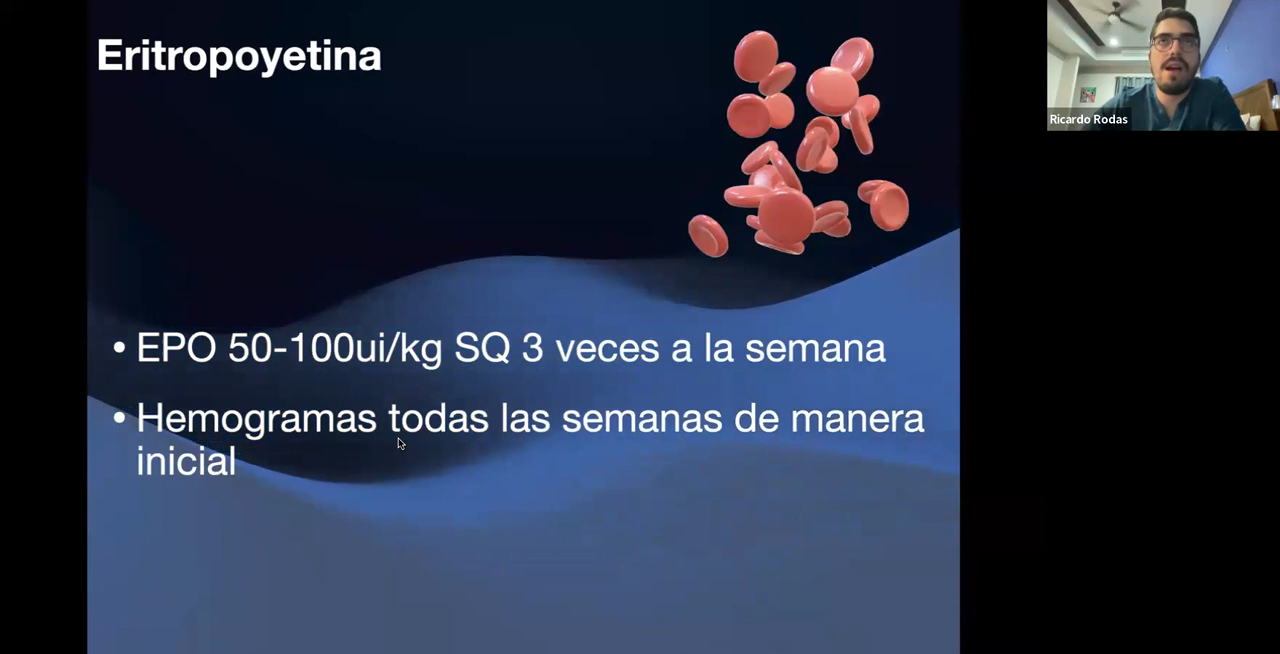 Eritropoyetina
Ricardo Rodas
• EPO 50-100ui/kg SQ 3 veces a la semana
• Hemogramas todas las semanas de manera
inicial